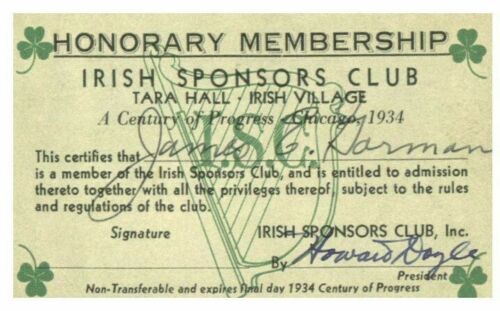 HONORARY MEMBERSHIP
IRISH SPONSORS CLUB
TARA HALL - IRISH VILLAGE
A Century of Progress - Chicago, 1934
I.S.C.
James E. Gorman
This certifies that
is a member of the Irish Sponsors Club, and is entitled to admission
thereto together with all the privileges thereof, subject to the rules
and regulations of the club.
Signature
IRISH SPONSORS CLUB, Inc.
By Howard Doyle
President
Non-Transferable and expires final day 1934 Century of Progress